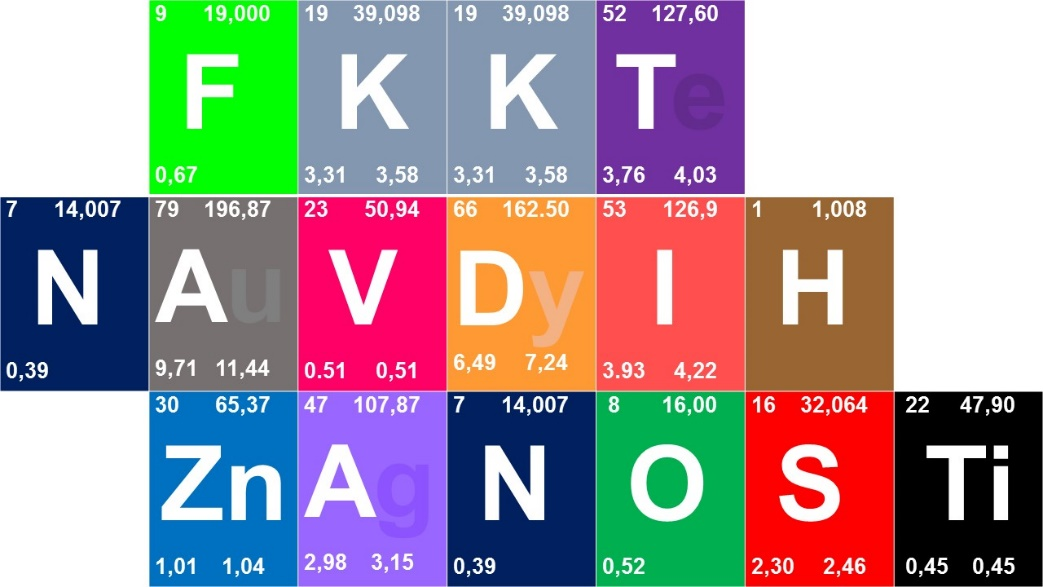 9 19,000 19 39,098 19 39,098 52 127,60
F K K Te
0,67 3,31 3,58 3,31 3,58 3,76 4,03
7 14,007 79 196,87 23 50,94 66 162.50 53 126,9 1 1,008
N Au V Dy I H
0,39 9,71 11,44 0.51 0,51 6,49 7,24 3.93 4,22
30 65,37 47 107,87 7 14,007 8 16,00 16 32,064 22 47,90
Zn Ag N O S Ti
1,01 1,04 2,98 3,15 0,39 0,52 2,30 2,46 0,45 0,45